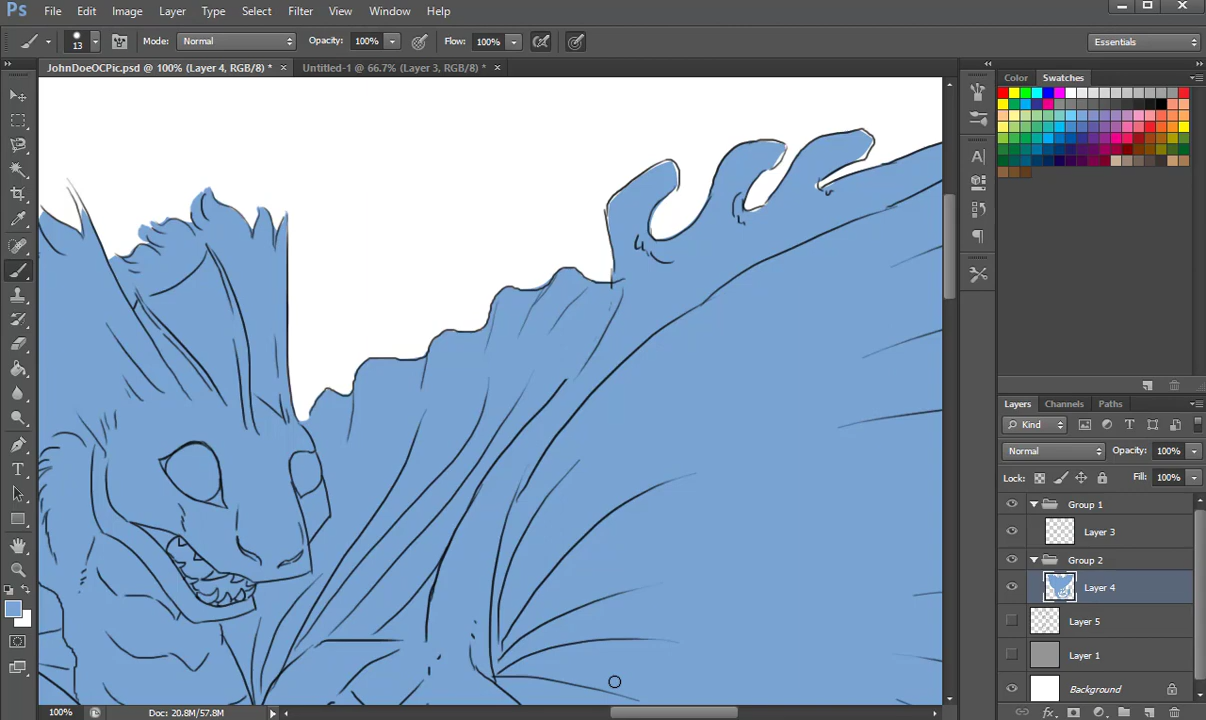 Ps File Edit Image Layer Type Select Filter View Window Help
13 Mode: Normal Opacity: 100% Flow: 100% Essentials
JohnDoeOCPic.psd @ 100% (Layer 4, RGB/8) * × Untitled-1 @ 66.7% (Layer 3, RGB/8) * ×
Color Swatches
Layers Channels Paths
Kind
Normal Opacity: 100%
Lock: Fill: 100%
Group 1
Layer 3
Group 2
Layer 4
Layer 5
Layer 1
Background
100% Doc: 20.8M/57.8M